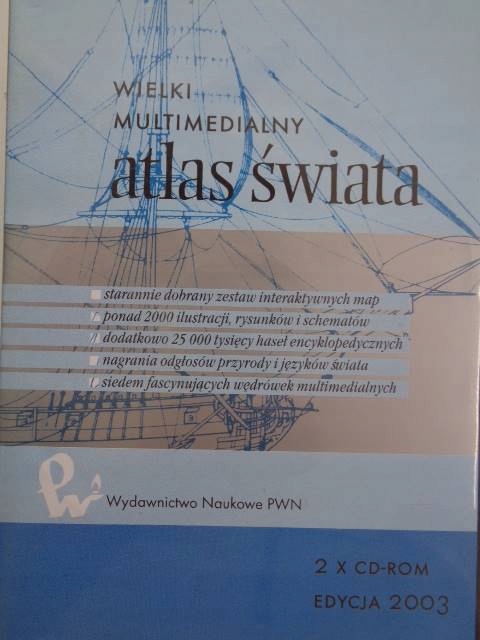 WIELKI
MULTIMEDIALNY
atlas świata
starannie dobrany zestaw interaktywnych map
ponad 2000 ilustracji, rysunków i schematów
dodatkowo 25 000 tysięcy haseł encyklopedycznych"
nagrania odgłosów przyrody i języków świata
siedem fascynujących wędrówek multimedialnych
PW
Wydawnictwo Naukowe PWN
2 X CD-ROM
EDYCJA 2003